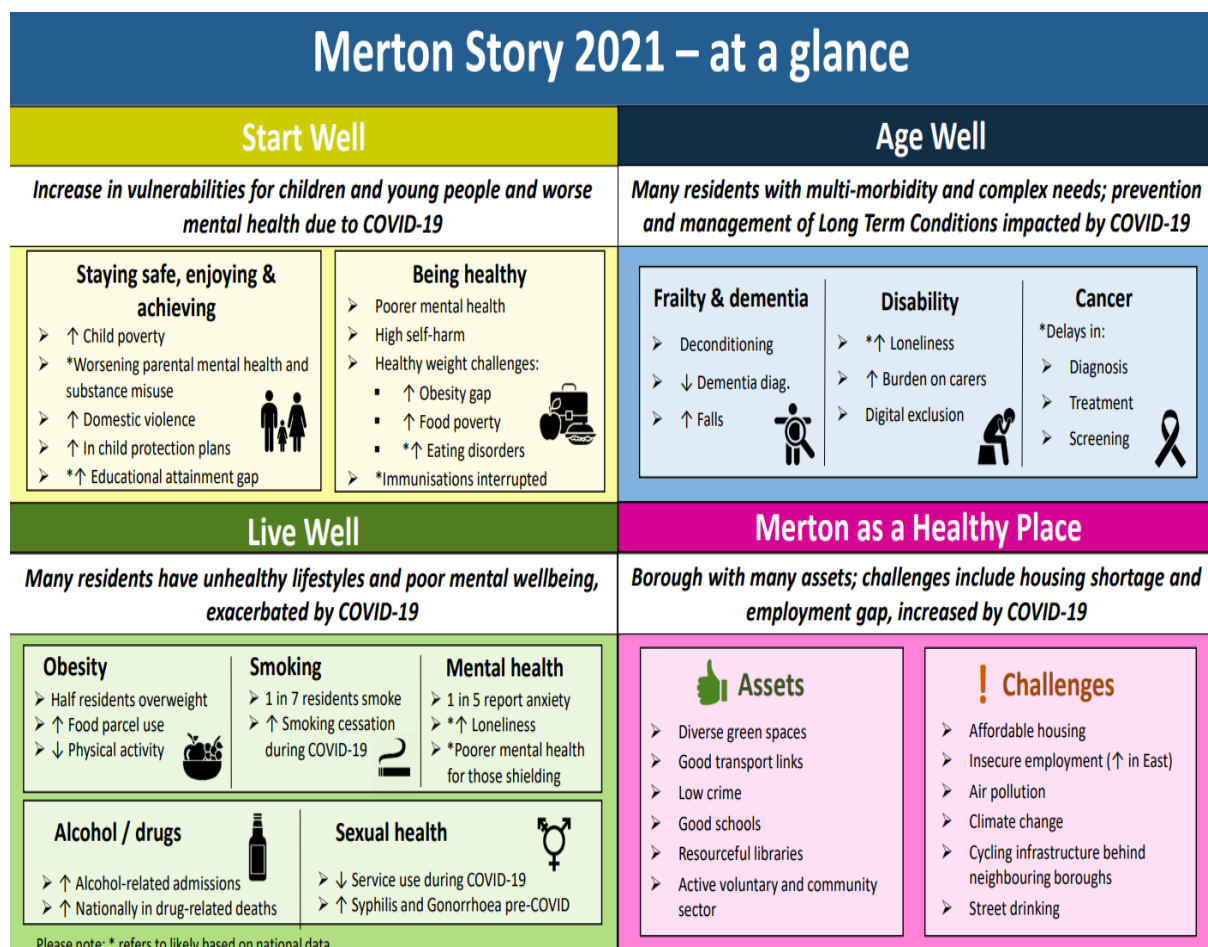 Merton Story 2021 – at a glance
Start Well
Increase in vulnerabilities for children and young people and worse
mental health due to COVID-19
Staying safe, enjoying &
achieving
➢ ↑ Child poverty
➢ *Worsening parental mental health and
substance misuse
➢ ↑ Domestic violence
➢ ↑ In child protection plans
➢ *↑ Educational attainment gap
Being healthy
➢ Poorer mental health
➢ High self-harm
➢ Healthy weight challenges:
▪ ↑ Obesity gap
▪ ↑ Food poverty
▪ *↑ Eating disorders
➢ *Immunisations interrupted
Age Well
Many residents with multi-morbidity and complex needs; prevention
and management of Long Term Conditions impacted by COVID-19
Frailty & dementia
➢ Deconditioning
➢ ↓ Dementia diag.
➢ ↑ Falls
Disability
➢ *↑ Loneliness
➢ ↑ Burden on carers
➢ Digital exclusion
Cancer
*Delays in:
➢ Diagnosis
➢ Treatment
➢ Screening
Live Well
Many residents have unhealthy lifestyles and poor mental wellbeing,
exacerbated by COVID-19
Obesity
➢ Half residents overweight
➢ ↑ Food parcel use
➢ ↓ Physical activity
Smoking
➢ 1 in 7 residents smoke
➢ ↑ Smoking cessation
during COVID-19
Mental health
➢ 1 in 5 report anxiety
➢ *↑ Loneliness
➢ *Poorer mental health
for those shielding
Alcohol / drugs
➢ ↑ Alcohol-related admissions
➢ ↑ Nationally in drug-related deaths
Sexual health
➢ ↓ Service use during COVID-19
➢ ↑ Syphilis and Gonorrhoea pre-COVID
Please note: * refers to likely based on national data
Merton as a Healthy Place
Borough with many assets; challenges include housing shortage and
employment gap, increased by COVID-19
Assets
➢ Diverse green spaces
➢ Good transport links
➢ Low crime
➢ Good schools
➢ Resourceful libraries
➢ Active voluntary and community
sector
! Challenges
➢ Affordable housing
➢ Insecure employment (↑ in East)
➢ Air pollution
➢ Climate change
➢ Cycling infrastructure behind
neighbouring boroughs
➢ Street drinking